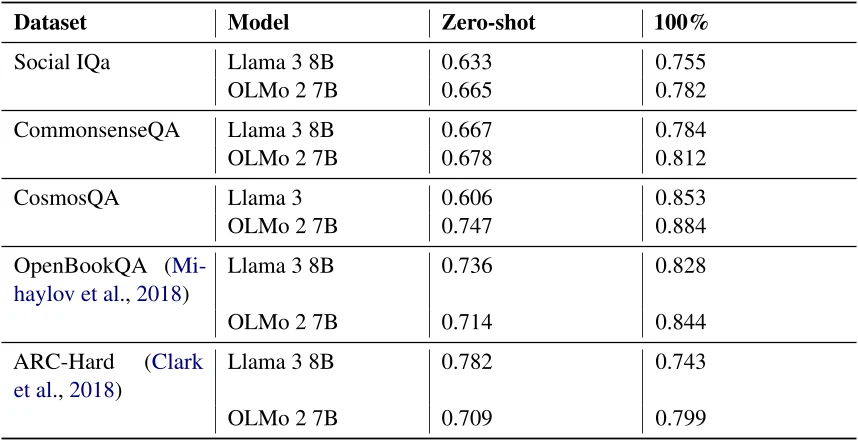 Dataset Model Zero-shot 100%
Social IQa Llama 3 8B 0.633 0.755
OLMo 2 7B 0.665 0.782
CommonsenseQA Llama 3 8B 0.667 0.784
OLMo 2 7B 0.678 0.812
CosmosQA Llama 3 0.606 0.853
OLMo 2 7B 0.747 0.884
OpenBookQA (Mi- Llama 3 8B 0.736 0.828
haylov et al., 2018)
OLMo 2 7B 0.714 0.844
ARC-Hard (Clark Llama 3 8B 0.782 0.743
et al., 2018)
OLMo 2 7B 0.709 0.799